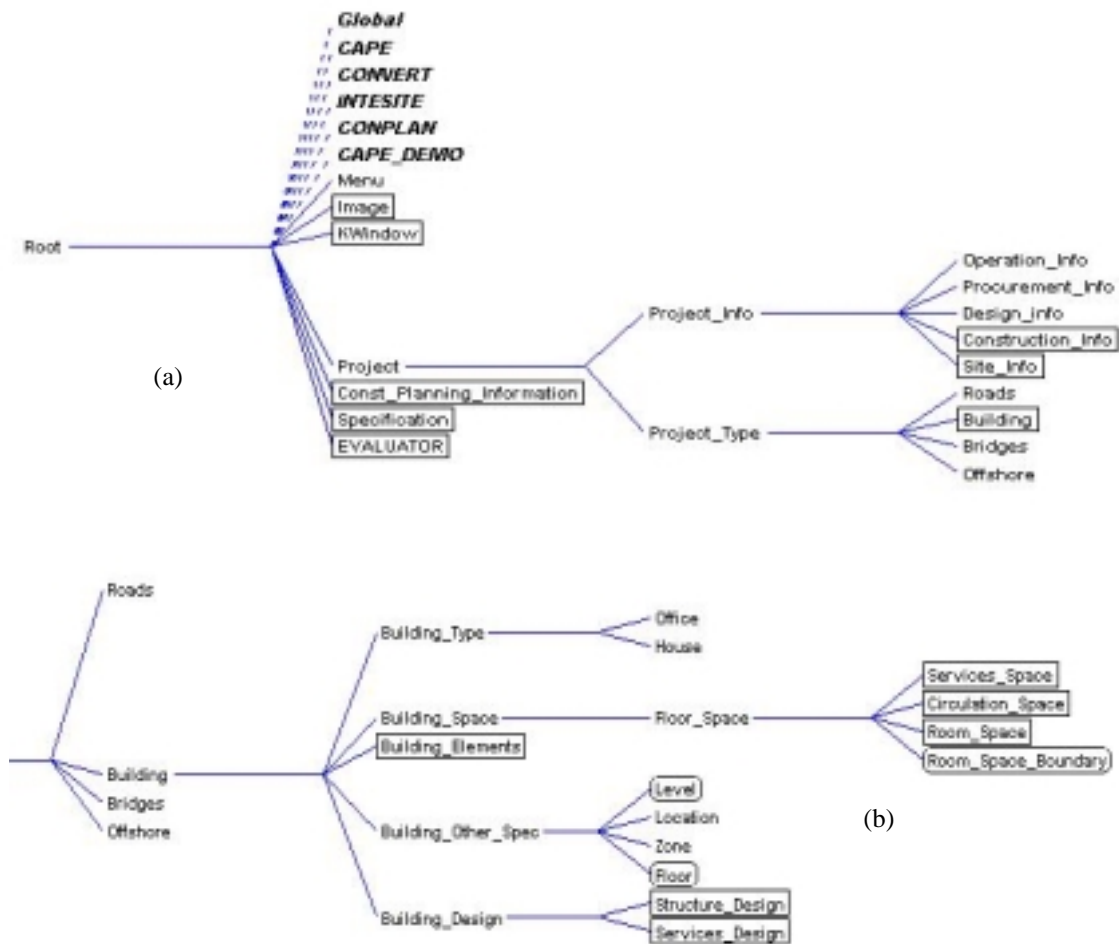 Global
CAPE
CONVERT
INTESITE
CONPLAN
CAPE_DEMO
Menu
Image
KWindow
Root
Project
Const_Planning_Information
Specification
EVALUATOR
(a)
Project_Info
Project_Type
Operation_Info
Procurement_Info
Design_info
Construction_Info
Site_Info
Roads
Building
Bridges
Offshore
Roads
Building
Bridges
Offshore
Building_Type
Building_Space
Building_Elements
Building_Other_Spec
Building_Design
Office
House
Floor_Space
Level
Location
Zone
Floor
Structure_Design
Services_Design
Services_Space
Circulation_Space
Room_Space
Room_Space_Boundary
(b)